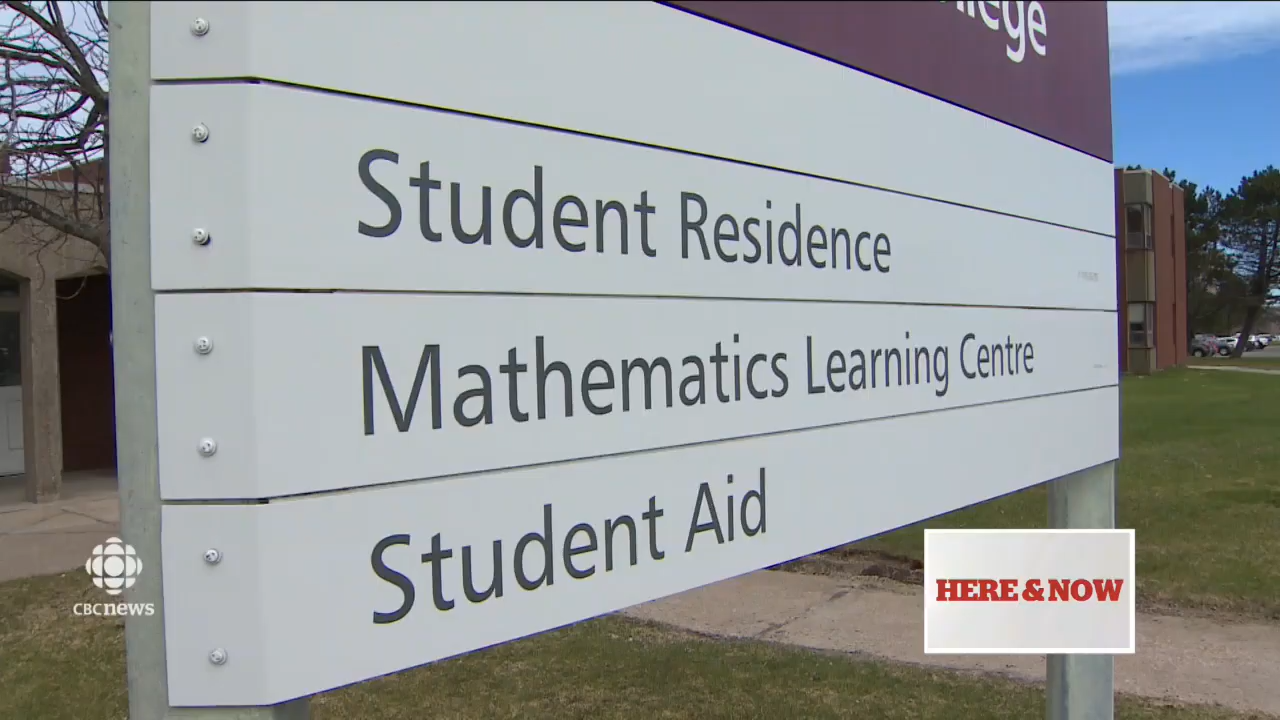 Student Residence
Mathematics Learning Centre
Student Aid
CBCNEWS
HERE & NOW